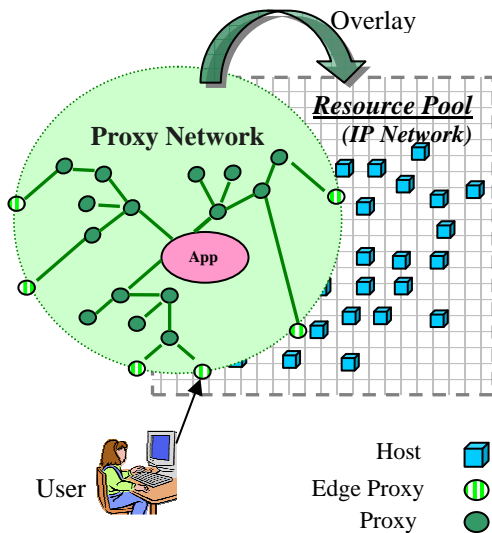 Overlay
Resource Pool
(IP Network)
Proxy Network
App
User
Host
Edge Proxy
Proxy